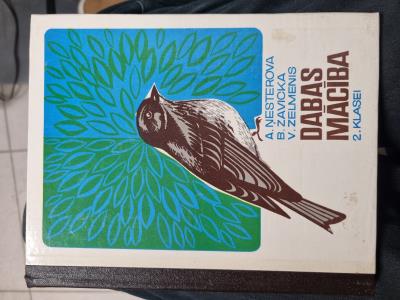 A. NESTEROVA
B. ZAVICKA
V. ZELMENIS
DABAS
MĀCĪBA
2. KLASEI